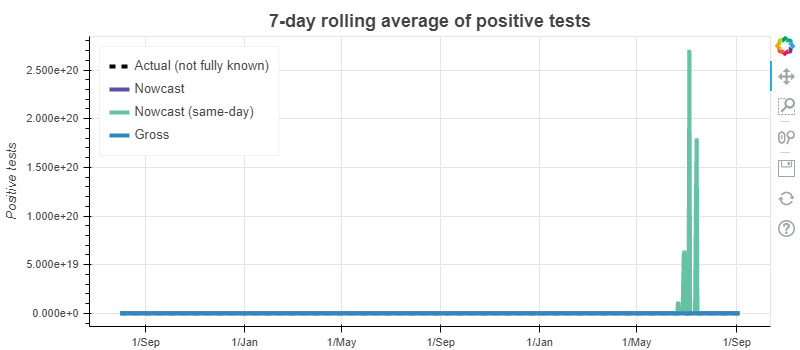 7-day rolling average of positive tests
Actual (not fully known)
Nowcast
Nowcast (same-day)
Gross
Positive tests
2.500e+20
2.000e+20
1.500e+20
1.000e+20
5.000e+19
0.000e+0
1/Sep 1/Jan 1/May 1/Sep 1/Jan 1/May 1/Sep